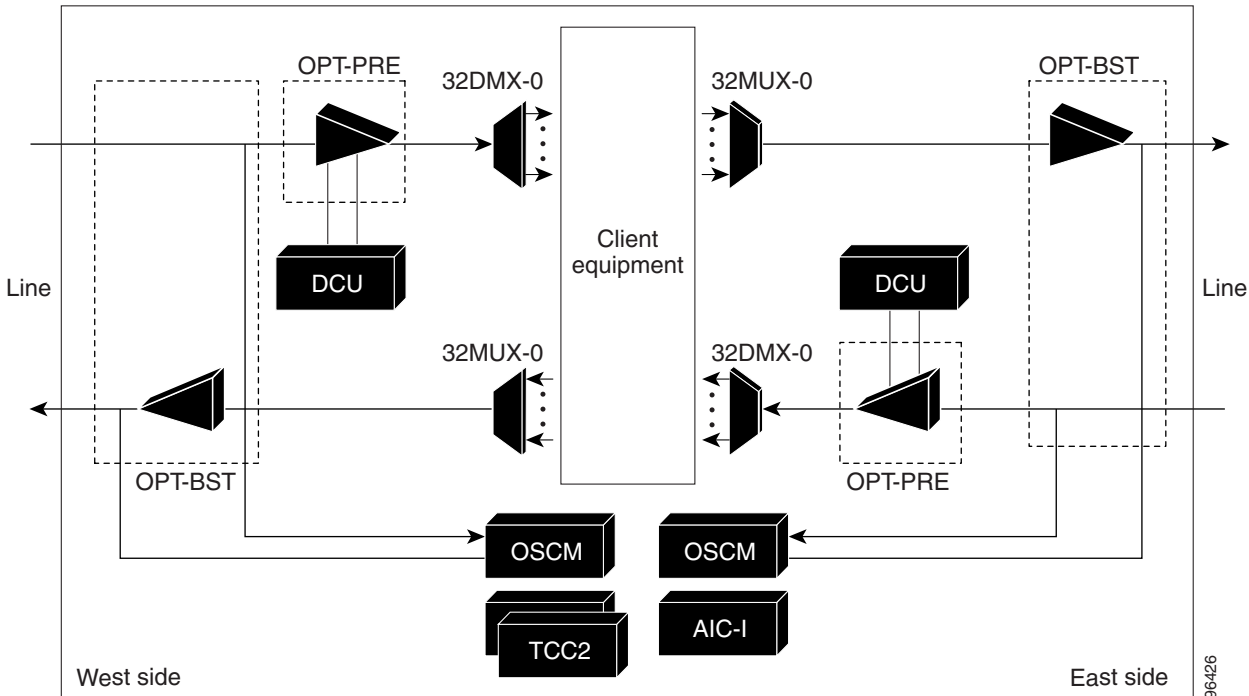 OPT-PRE
32DMX-0
32MUX-0
OPT-BST
Client
equipment
DCU
DCU
Line
Line
32MUX-0
32DMX-0
OPT-BST
OPT-PRE
OSCM
OSCM
TCC2
AIC-I
West side
East side
96426